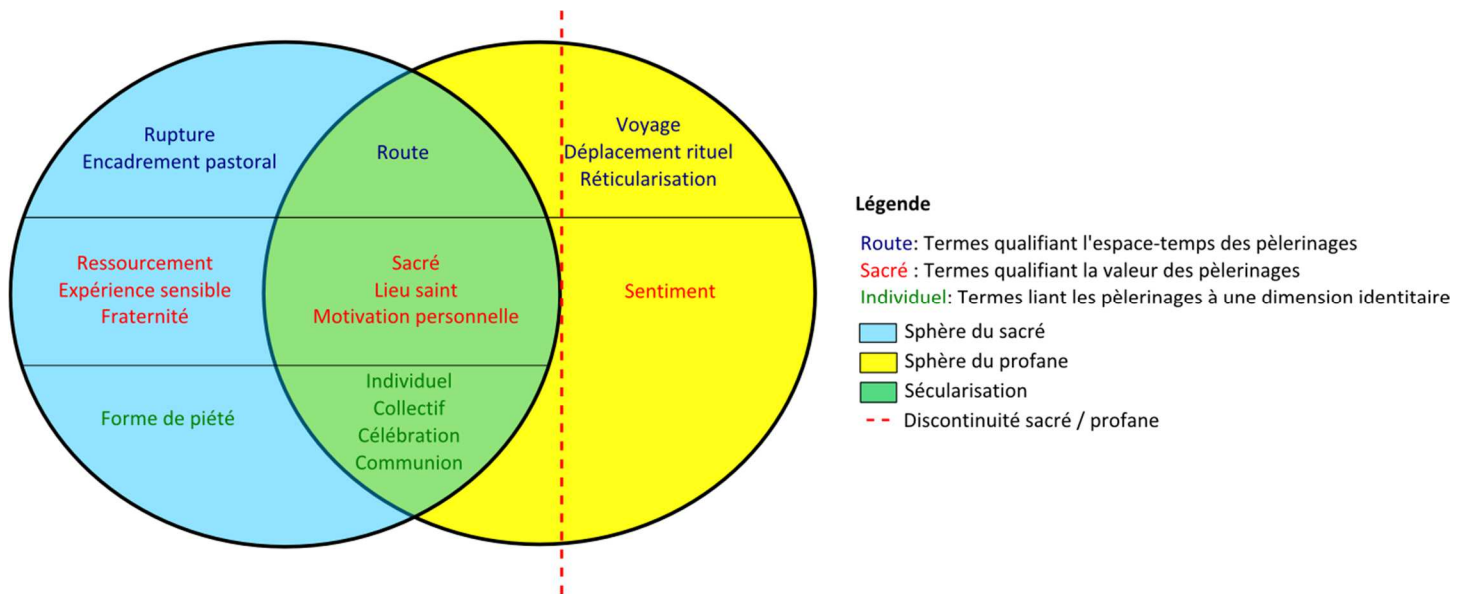 Rupture
Encadrement pastoral
Route
Voyage
Déplacement rituel
Réticularisation
Ressourcement
Expérience sensible
Fraternité
Sacré
Lieu saint
Motivation personnelle
Sentiment
Forme de piété
Individuel
Collectif
Célébration
Communion
Légende
Route: Termes qualifiant l'espace-temps des pèlerinages
Sacré : Termes qualifiant la valeur des pèlerinages
Individuel: Termes liant les pèlerinages à une dimension identitaire
Sphère du sacré
Sphère du profane
Sécularisation
Discontinuité sacré / profane